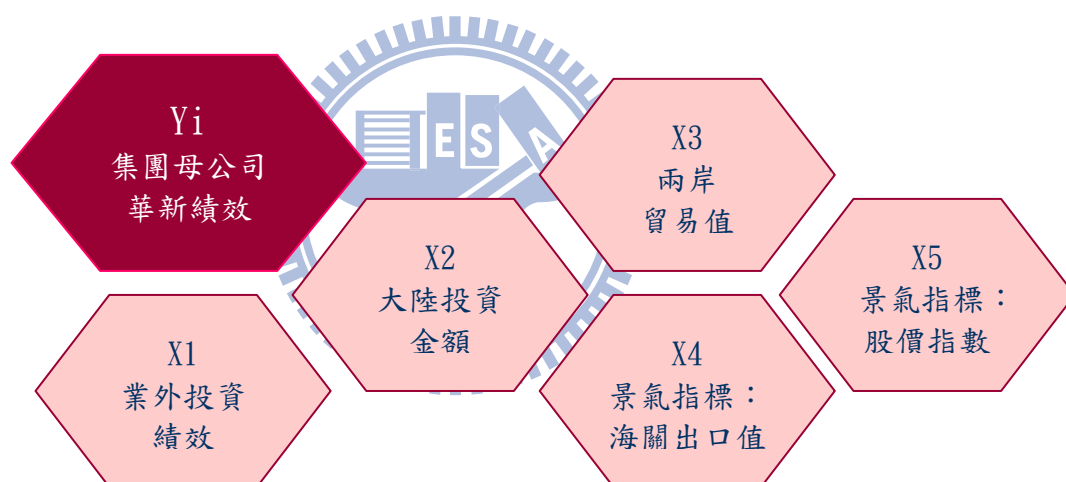 Yi
集團母公司
華新績效
X1
業外投資
績效
X2
大陸投資
金額
X3
兩岸
貿易值
X4
景氣指標：
海關出口值
X5
景氣指標：
股價指數
E S A